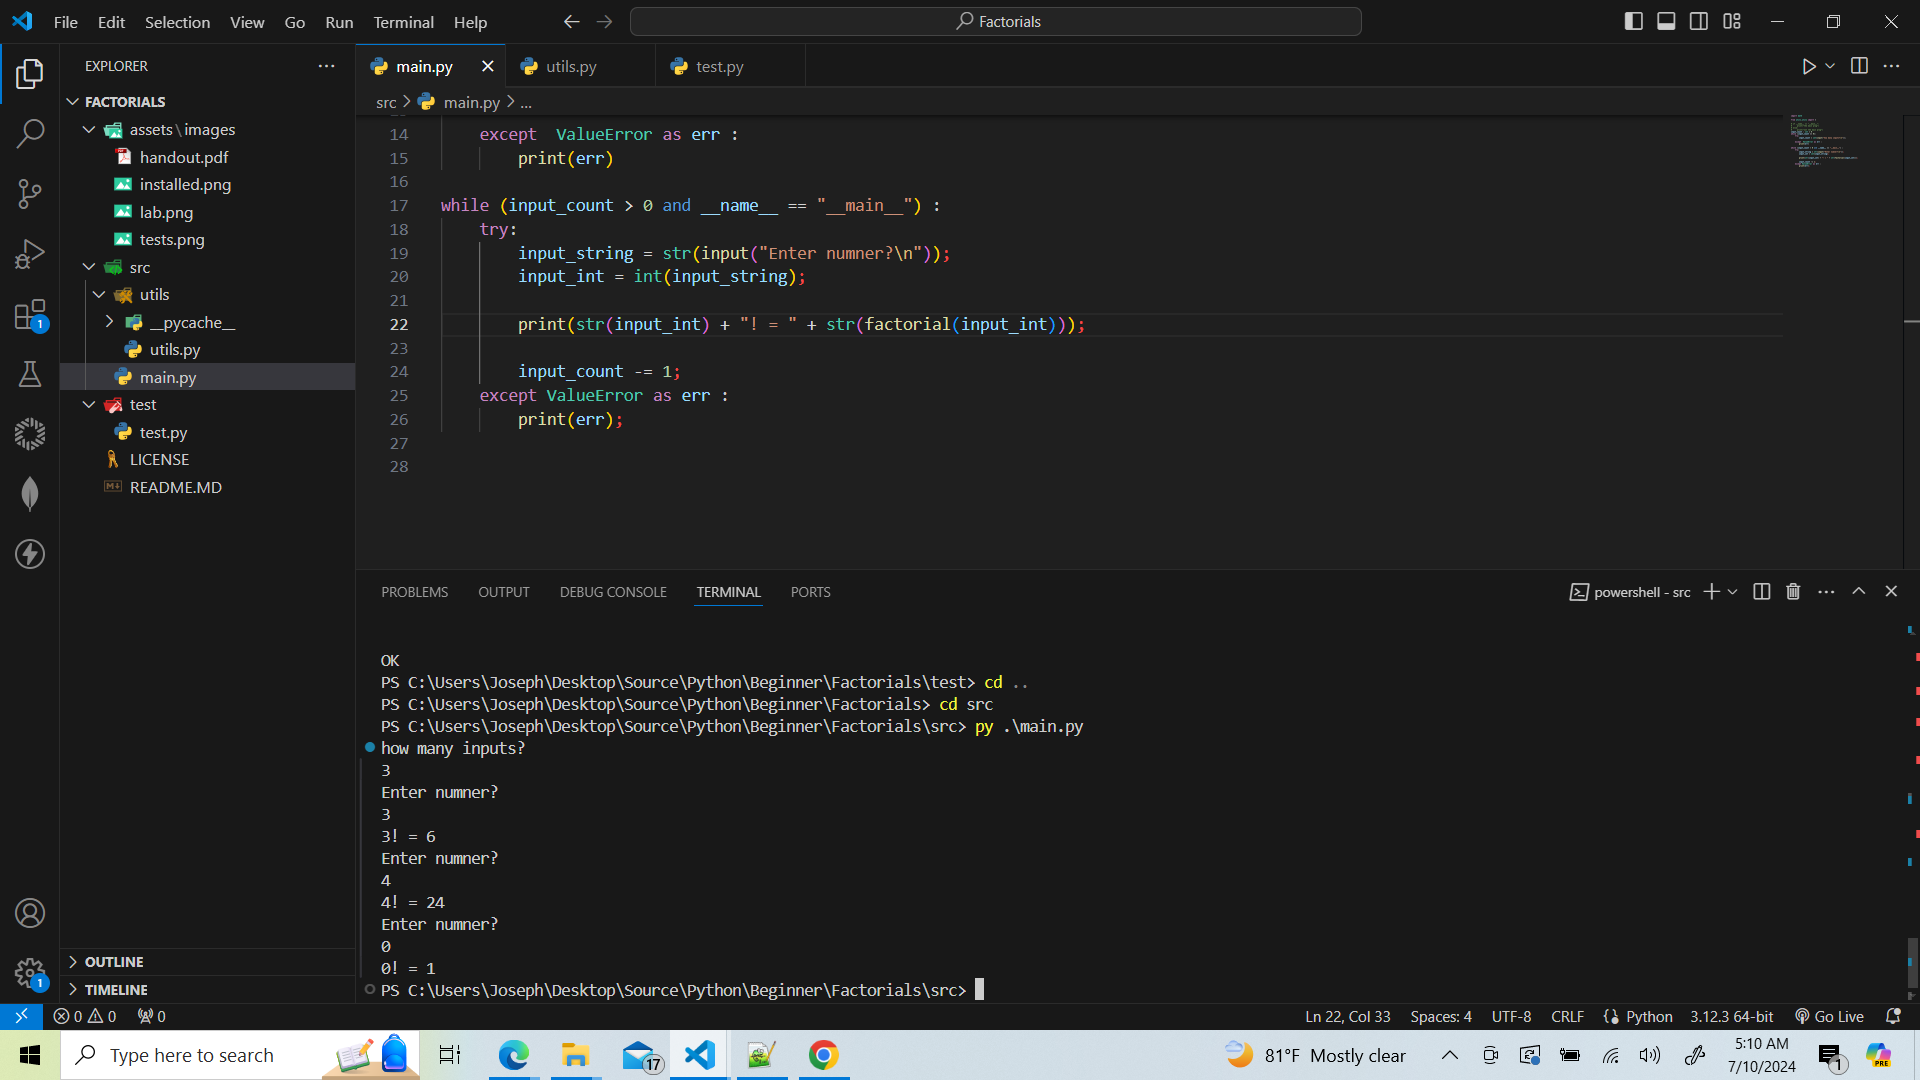 File Edit Selection View Go Run Terminal Help
Factorials
EXPLORER
FACTORIALS
assets\images
handout.pdf
installed.png
lab.png
tests.png
src
utils
__pycache__
utils.py
main.py
test
test.py
LICENSE
README.MD
OUTLINE
TIMELINE
1
1
main.py utils.py test.py
src > main.py > ...
14 except  ValueError as err :
15 print(err)
16
17 while (input_count > 0 and __name__ == "__main__") :
18 try:
19 input_string = str(input("Enter numner?\n"));
20 input_int = int(input_string);
21
22 print(str(input_int) + "! = " + str(factorial(input_int)));
23
24 input_count -= 1;
25 except ValueError as err :
26 print(err);
27
28
PROBLEMS OUTPUT DEBUG CONSOLE TERMINAL PORTS
powershell - src
OK
PS C:\Users\Joseph\Desktop\Source\Python\Beginner\Factorials\test> cd ..
PS C:\Users\Joseph\Desktop\Source\Python\Beginner\Factorials> cd src
PS C:\Users\Joseph\Desktop\Source\Python\Beginner\Factorials\src> py .\main.py
how many inputs?
3
Enter numner?
3
3! = 6
Enter numner?
4
4! = 24
Enter numner?
0
0! = 1
PS C:\Users\Joseph\Desktop\Source\Python\Beginner\Factorials\src>
0 0 0
Ln 22, Col 33 Spaces: 4 UTF-8 CRLF Python 3.12.3 64-bit Go Live
Type here to search
17
81°F Mostly clear
5:10 AM
7/10/2024
1
PRE